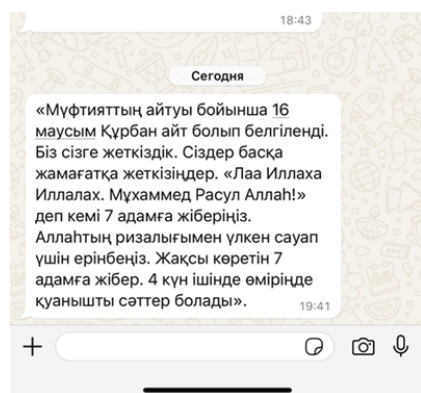 18:43
Сегодня
«Мүфтияттың айтуы бойынша 16
маусым Құрбан айт болып белгіленді.
Біз сізге жеткіздік. Сіздер басқа
жамағатқа жеткізіңдер. «Лаа Иллаха
Иллалах. Мұхаммед Расул Аллаһ!»
деп кемі 7 адамға жіберіңіз.
Аллаһтың ризалығымен үлкен сауап
үшін ерінбеңіз. Жақсы көретін 7
адамға жібер. 4 күн ішінде өміріңде
қуанышты сәттер болады».
19:41